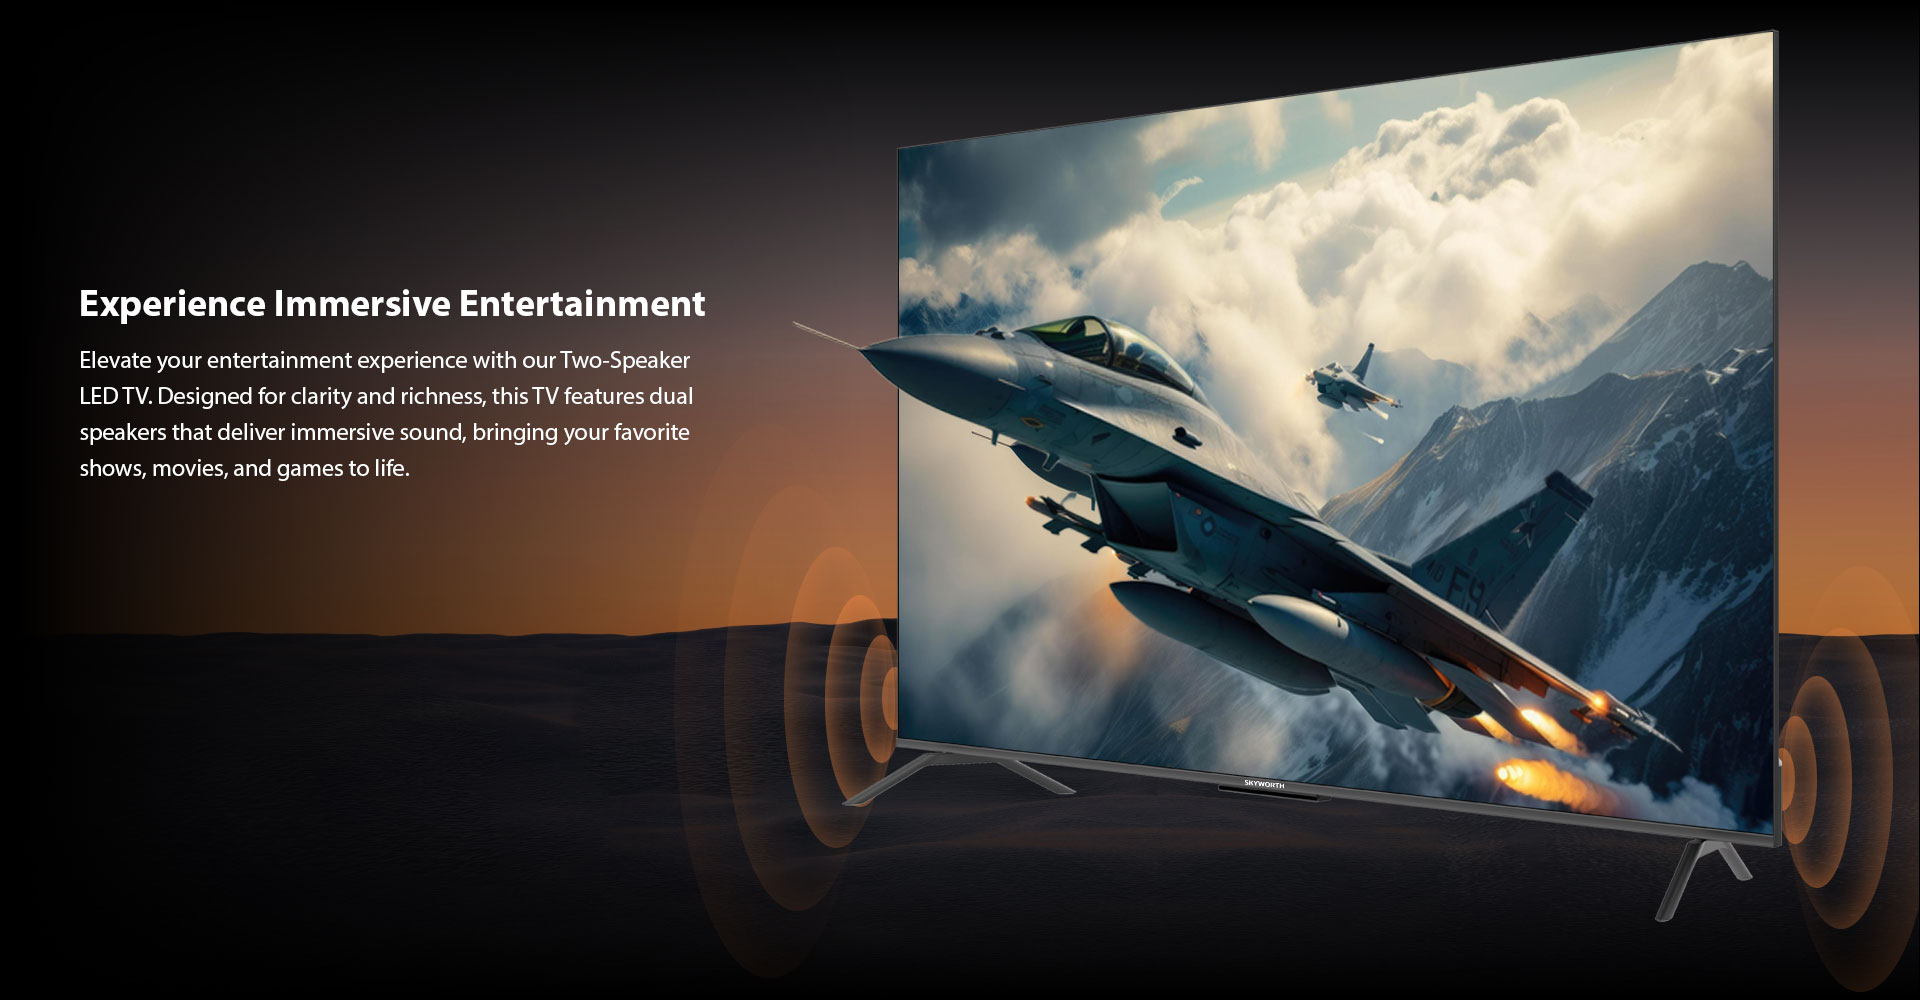 Experience Immersive Entertainment
Elevate your entertainment experience with our Two-Speaker
LED TV. Designed for clarity and richness, this TV features dual
speakers that deliver immersive sound, bringing your favorite
shows, movies, and games to life.
SKYWORTH